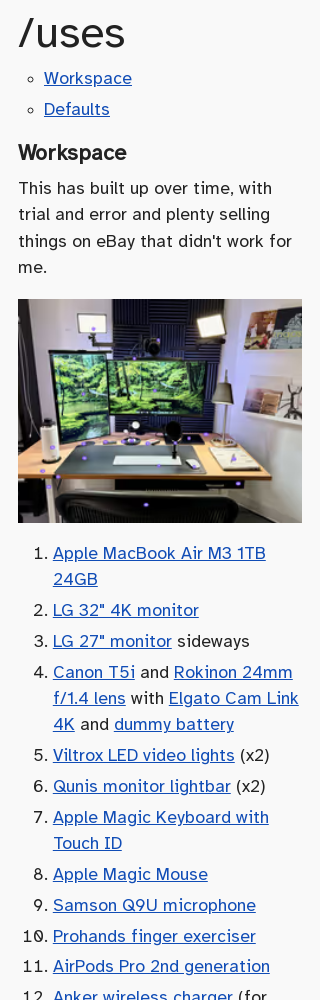 /uses
Workspace
Defaults
Workspace
This has built up over time, with
trial and error and plenty selling
things on eBay that didn't work for
me.
1. Apple MacBook Air M3 1TB
24GB
2. LG 32" 4K monitor
3. LG 27" monitor sideways
4. Canon T5i and Rokinon 24mm
f/1.4 lens with Elgato Cam Link
4K and dummy battery
5. Viltrox LED video lights (x2)
6. Qunis monitor lightbar (x2)
7. Apple Magic Keyboard with
Touch ID
8. Apple Magic Mouse
9. Samson Q9U microphone
10. Prohands finger exerciser
11. AirPods Pro 2nd generation
12. Anker wireless charger (for